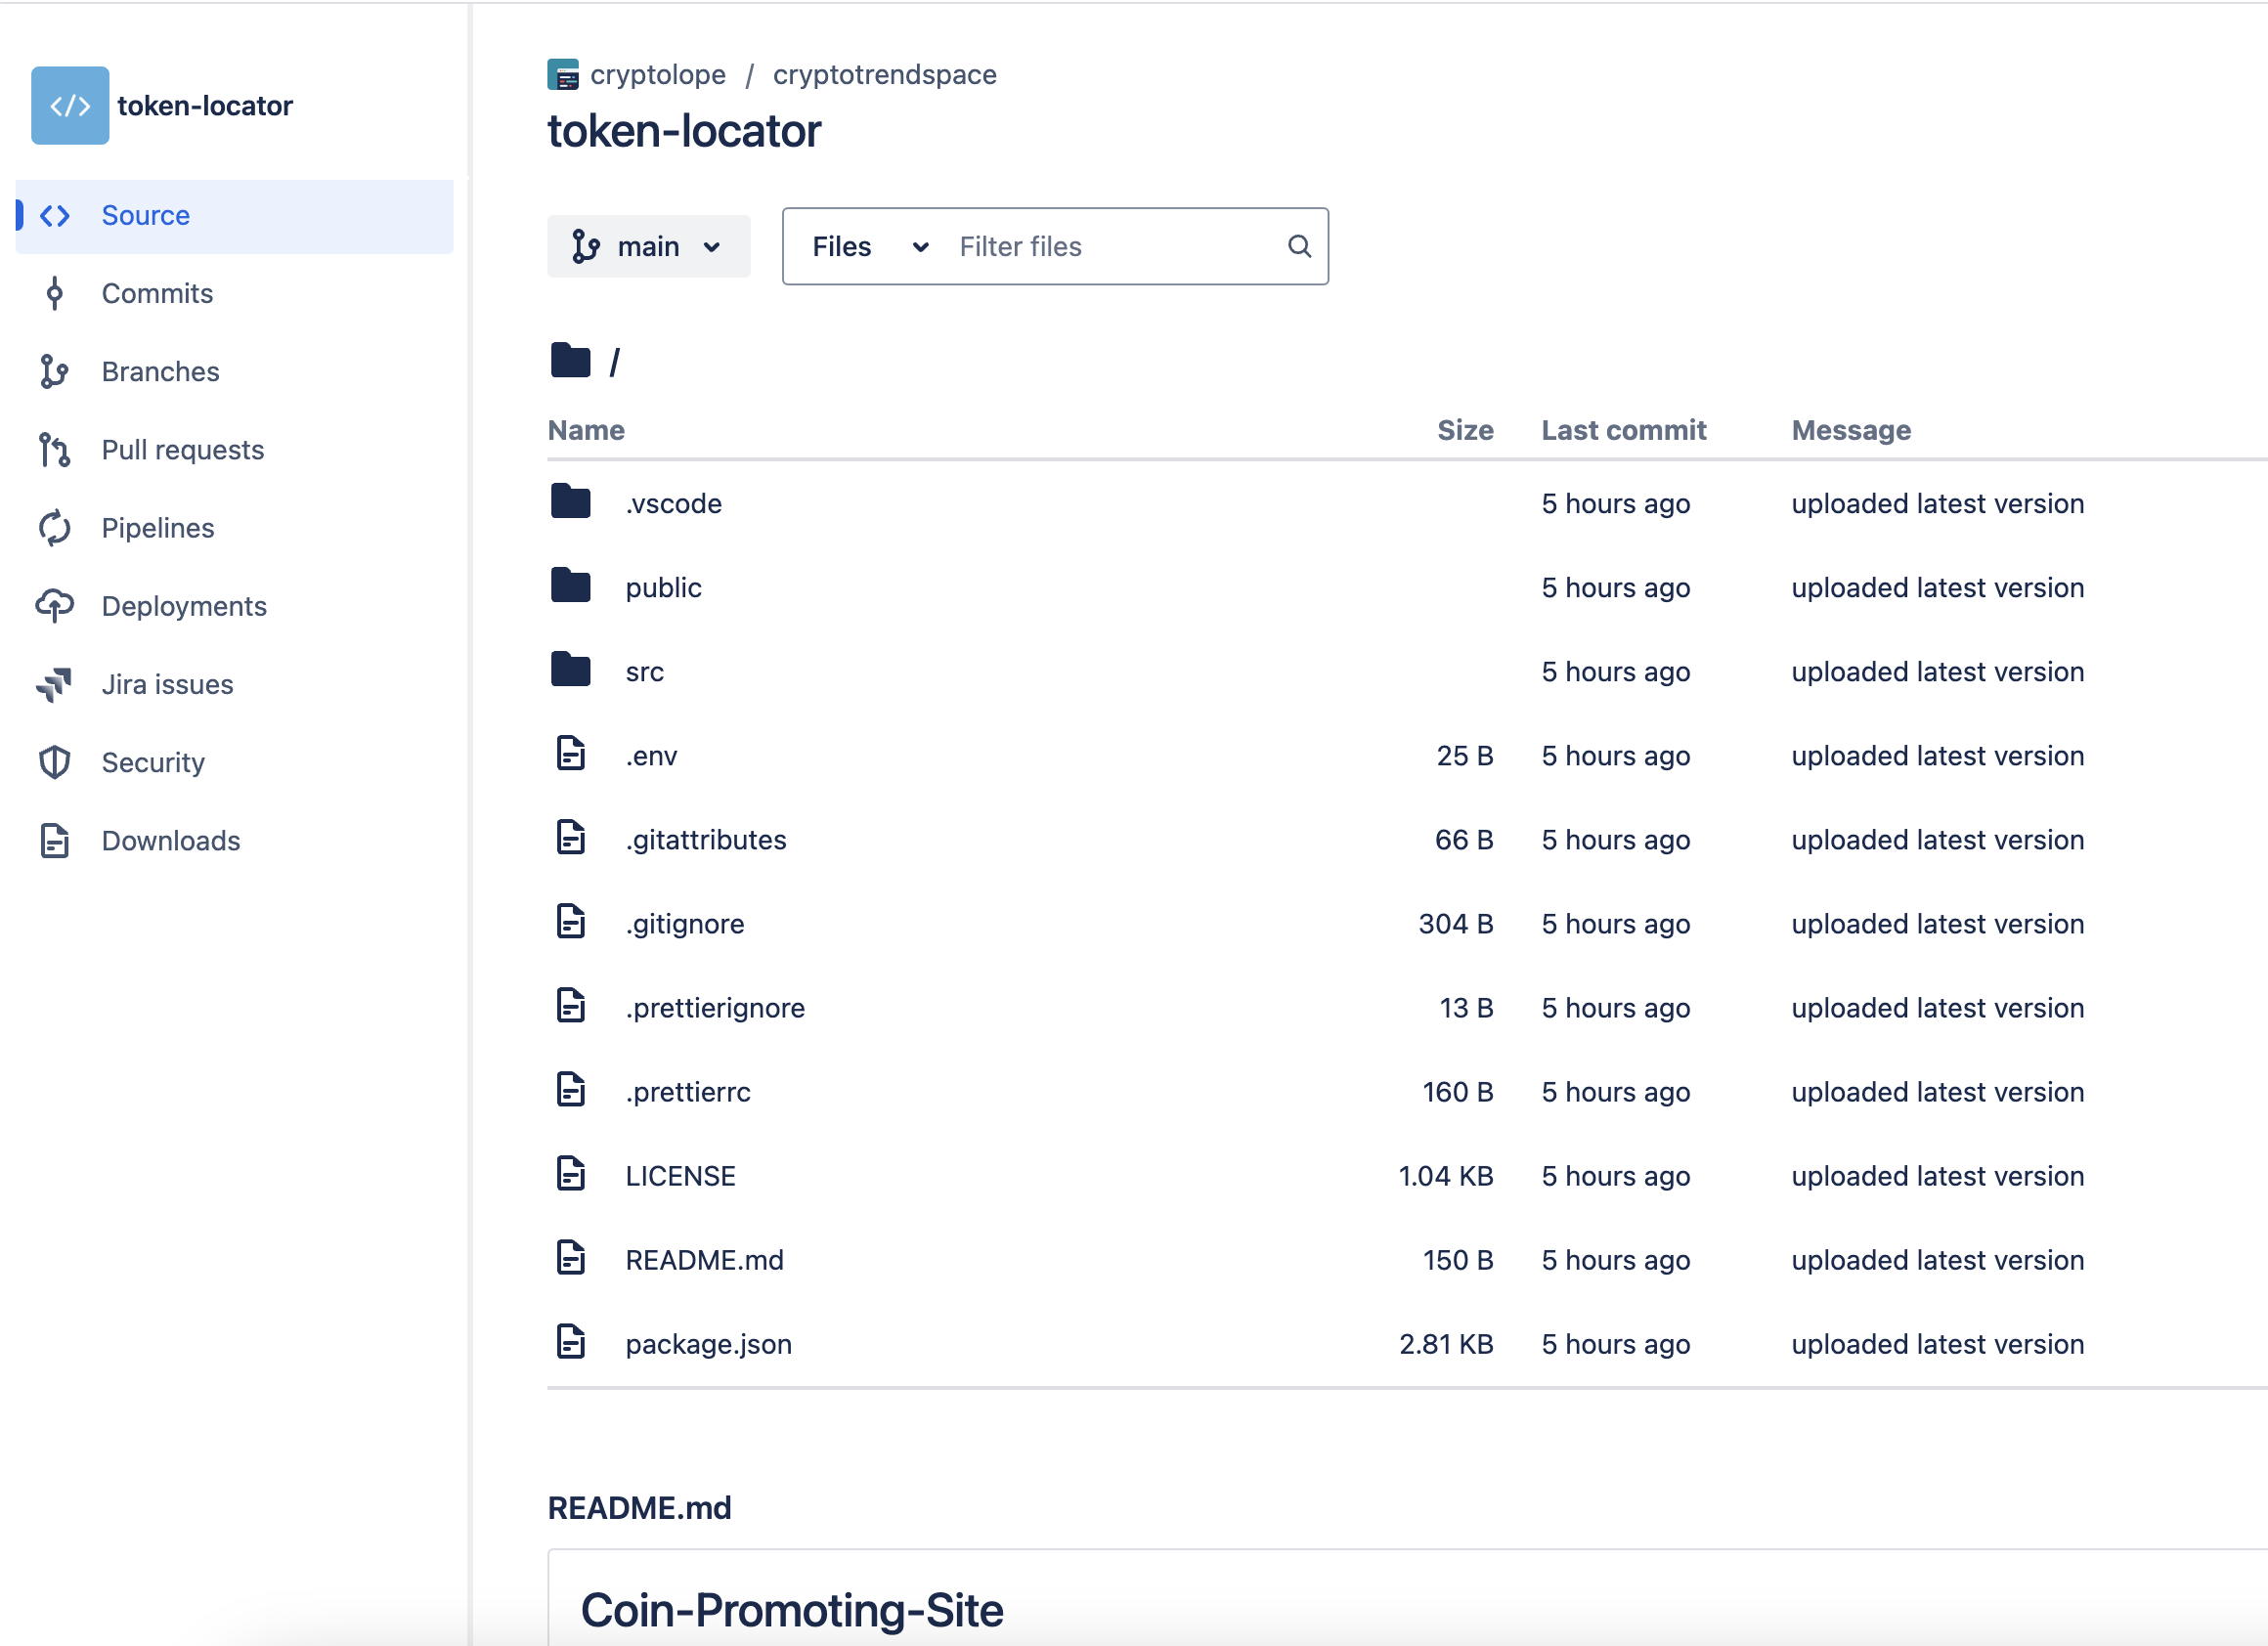 token-locator
Source
Commits
Branches
Pull requests
Pipelines
Deployments
Jira issues
Security
Downloads
cryptolope / cryptotrendspace
token-locator
main Files Filter files
/
Name Size Last commit Message
.vscode 5 hours ago uploaded latest version
public 5 hours ago uploaded latest version
src 5 hours ago uploaded latest version
.env 25 B 5 hours ago uploaded latest version
.gitattributes 66 B 5 hours ago uploaded latest version
.gitignore 304 B 5 hours ago uploaded latest version
.prettierignore 13 B 5 hours ago uploaded latest version
.prettierrc 160 B 5 hours ago uploaded latest version
LICENSE 1.04 KB 5 hours ago uploaded latest version
README.md 150 B 5 hours ago uploaded latest version
package.json 2.81 KB 5 hours ago uploaded latest version
README.md
Coin-Promoting-Site